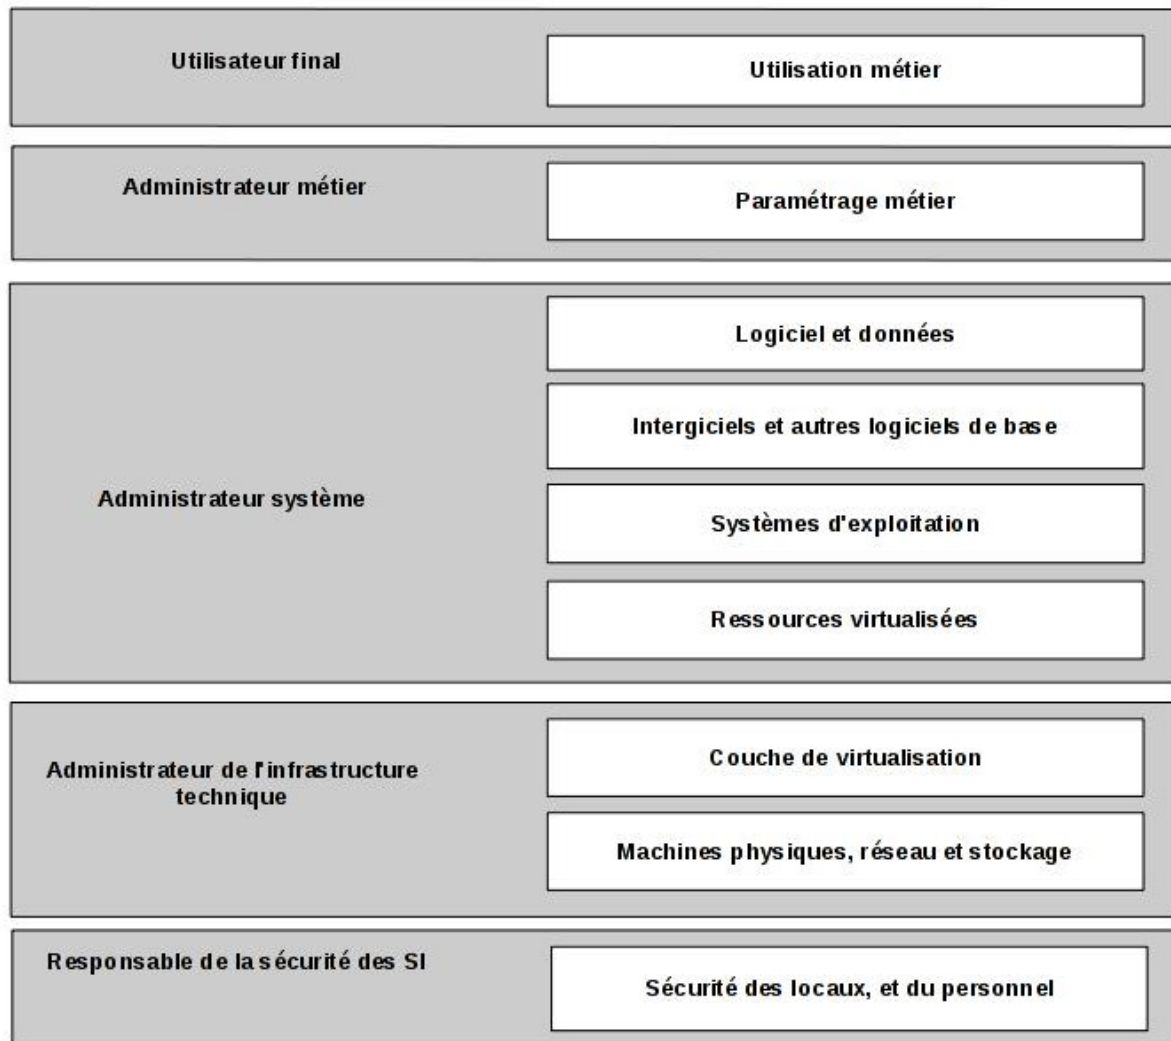 Utilisateur final
Utilisation métier
Administrateur métier
Paramétrage métier
Administrateur système
Logiciel et données
Intergiciels et autres logiciels de base
Systèmes d'exploitation
Ressources virtualisées
Administrateur de l'infrastructure
technique
Couche de virtualisation
Machines physiques, réseau et stockage
Responsable de la sécurité des SI
Sécurité des locaux, et du personnel